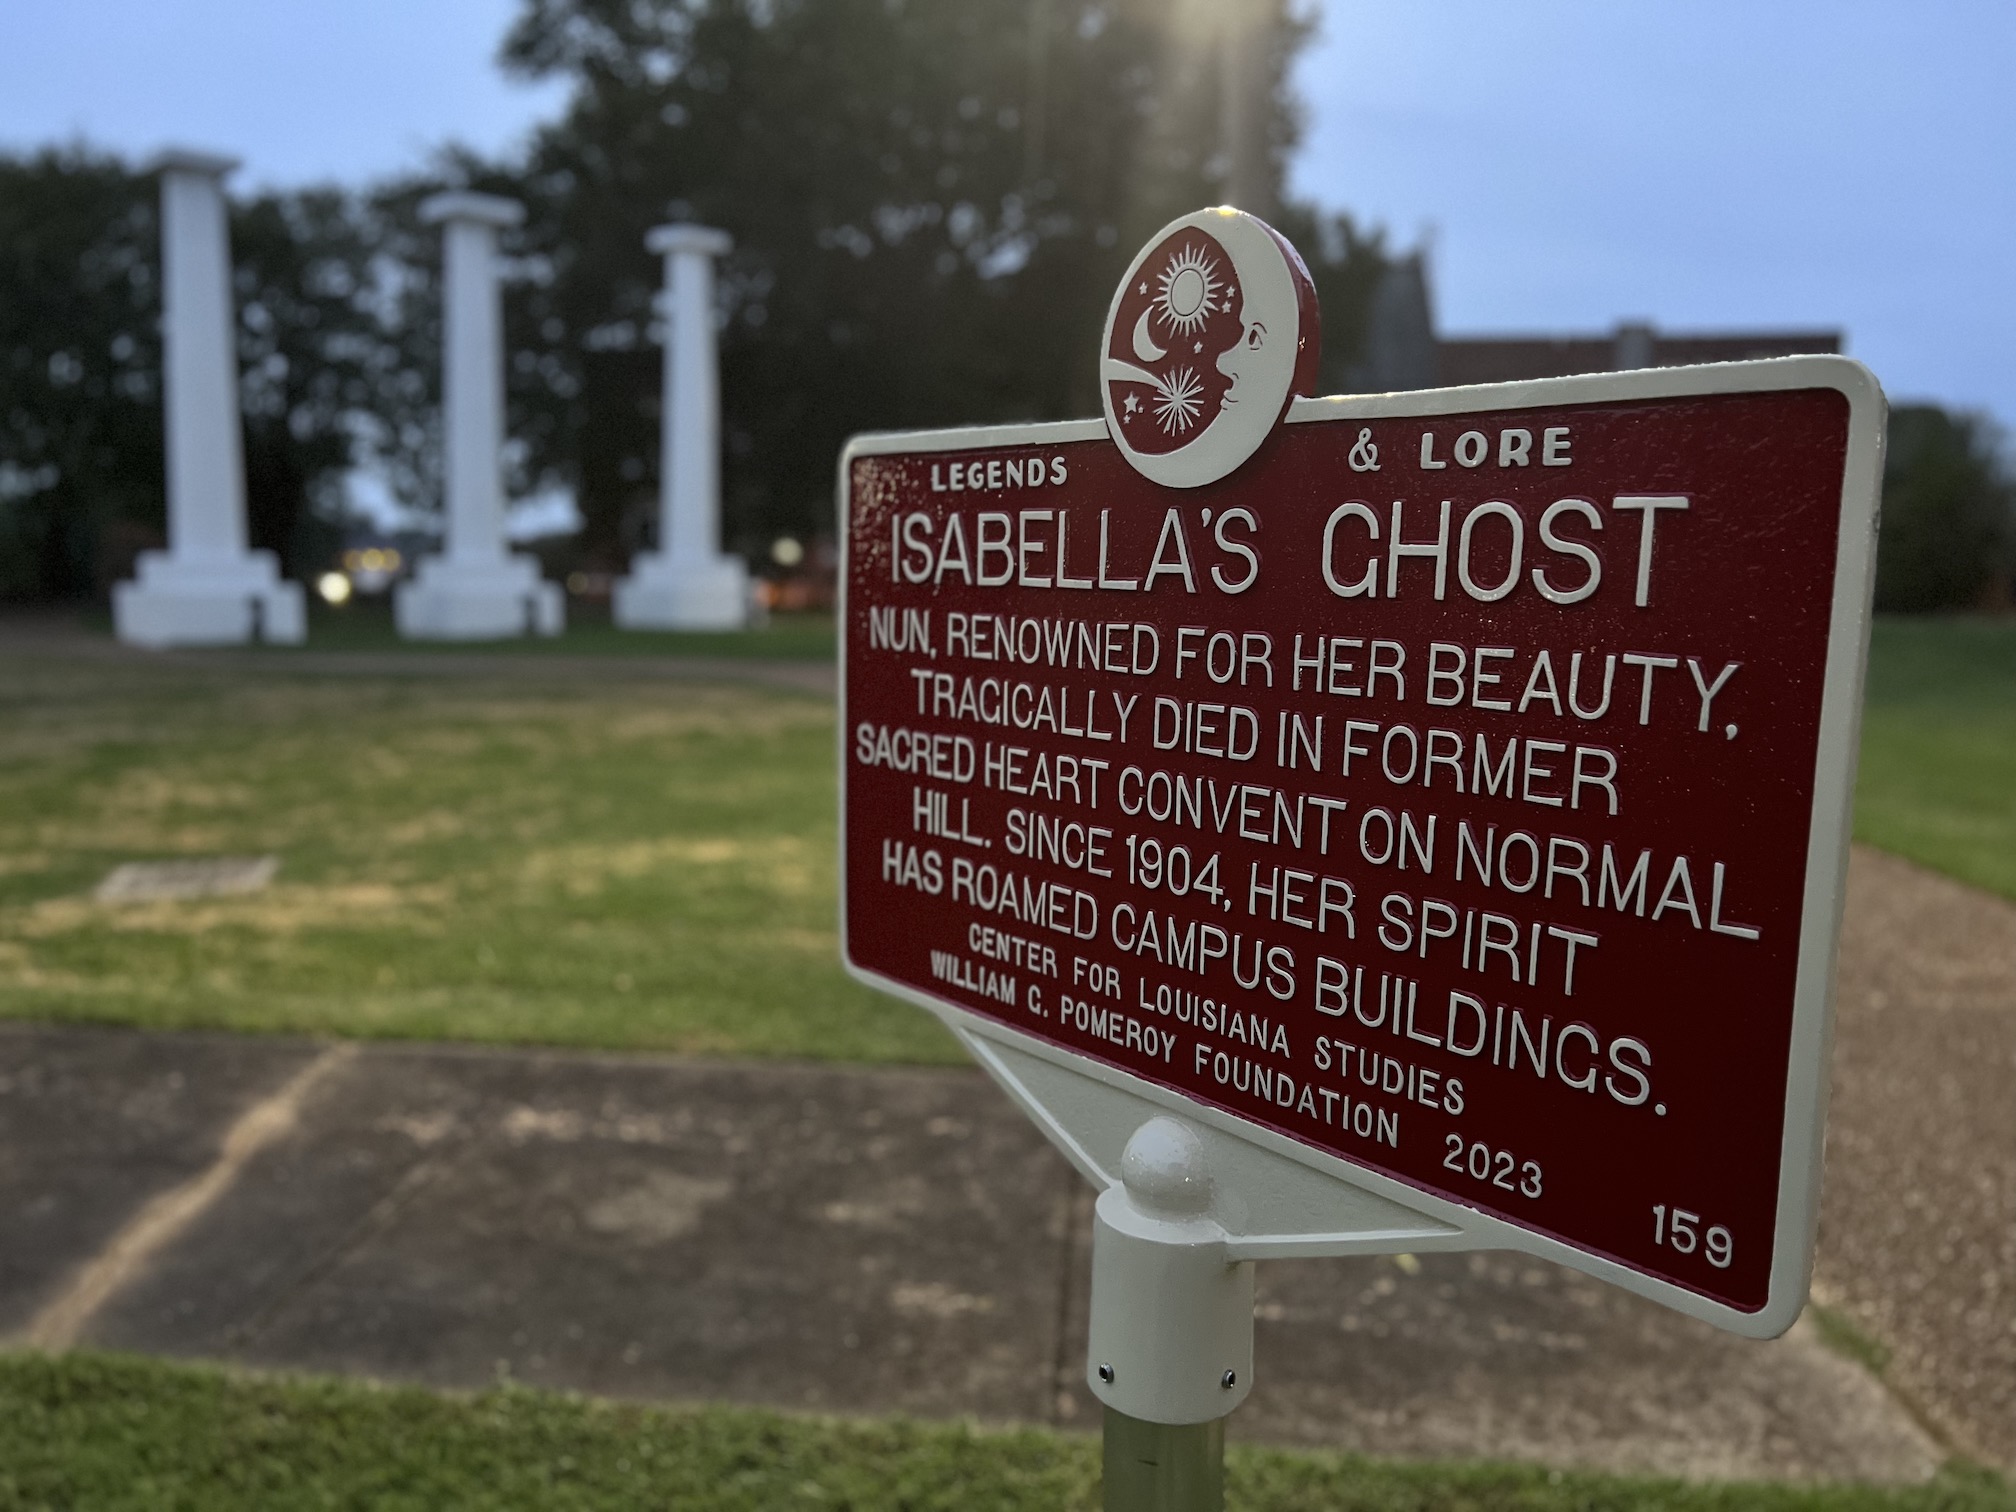 LEGENDS & LORE
ISABELLA'S GHOST
NUN, RENOWNED FOR HER BEAUTY,
TRAGICALLY DIED IN FORMER
SACRED HEART CONVENT ON NORMAL
HILL. SINCE 1904, HER SPIRIT
HAS ROAMED CAMPUS BUILDINGS.
CENTER FOR LOUISIANA STUDIES
WILLIAM G. POMEROY FOUNDATION 2023
159